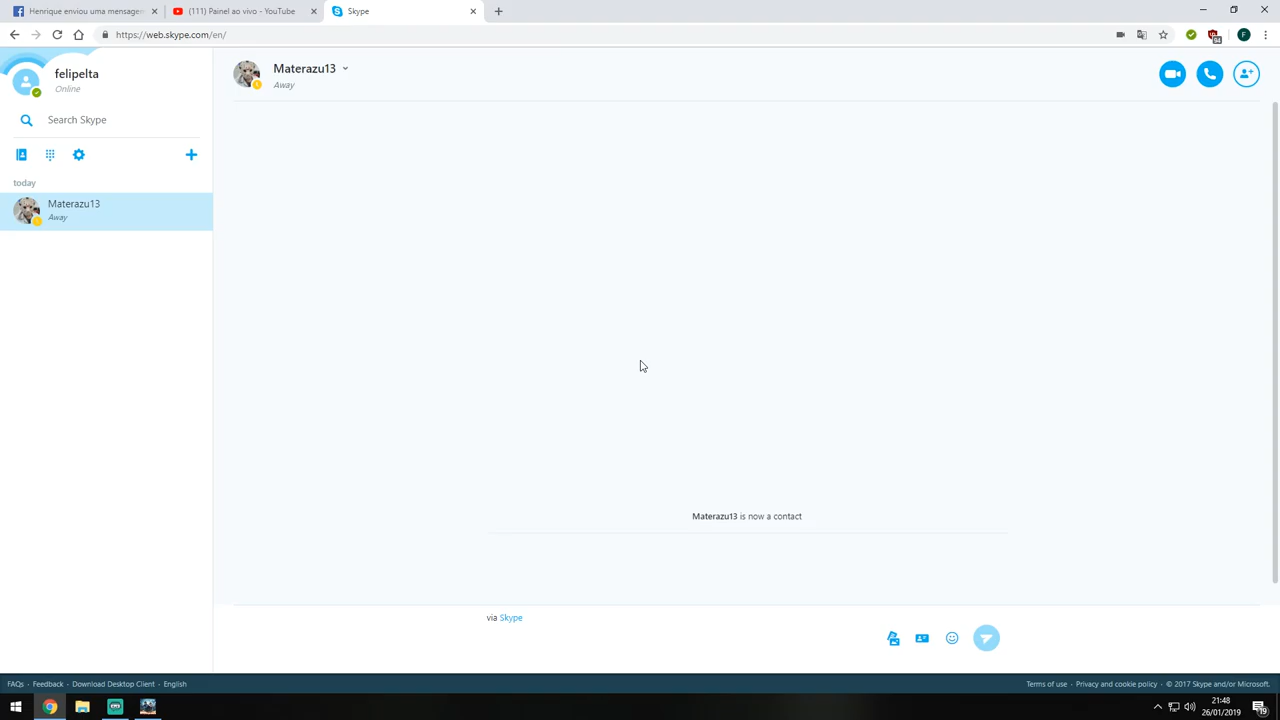 Henrique enviou uma mensagem
(111) Painel ao vivo - YouTube
Skype
https://web.skype.com/en/
94
F
felipelta
Online
Search Skype
today
Materazu13
Away
Materazu13
Away
Materazu13 is now a contact
via Skype
FAQs · Feedback · Download Desktop Client · English
Terms of use · Privacy and cookie policy · © 2017 Skype and/or Microsoft.
21:48
26/01/2019
19